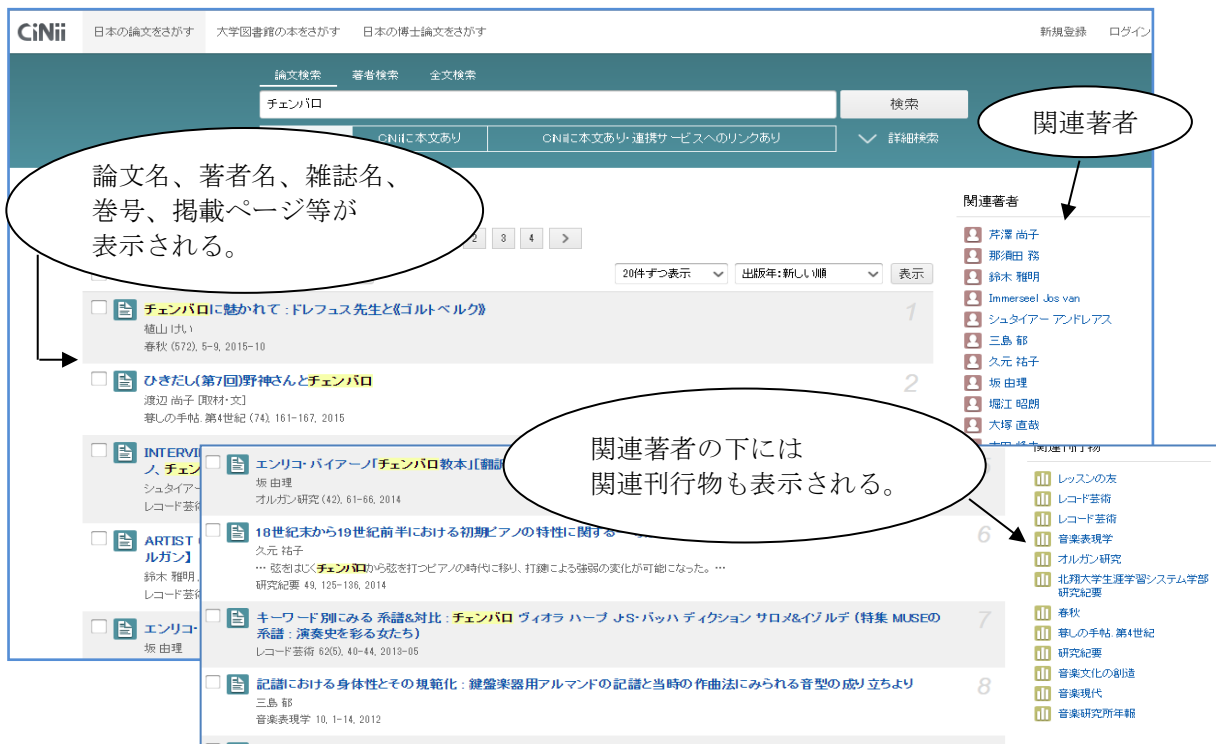 CiNii 日本の論文をさがす 大学図書館の本をさがす 日本の博士論文をさがす 新規登録 ログイン
論文検索 著者検索 全文検索
チェンバロ 検索
CiNiiに本文あり CiNiiに本文あり・連携サービスへのリンクあり 詳細検索
関連著者
論文名、著者名、雑誌名、
巻号、掲載ページ等が
表示される。
2 3 4 >
20件ずつ表示 出版年:新しい順 表示
チェンバロに魅かれて : ドレフュス先生と《ゴルトベルク》 1
植山 けい
春秋 (572), 5-9, 2015-10
ひきだし(第7回)野神さんとチェンバロ 2
渡辺 尚子 [取材・文]
暮しの手帖. 第4世紀 (74), 161-167, 2015
INTERVI
ノ、チェン
シュタイアー
レコード芸術
ARTIST
ルガン】
鈴木 雅明,
レコード芸術
エンリコ・
坂 由理
関連著者
芹澤 尚子
那須田 務
鈴木 雅明
Immerseel Jos van
シュタイアー アンドレアス
三島 郁
久元 祐子
坂 由理
堀江 昭朗
大塚 直哉
関連著者の下には
関連刊行物も表示される。
エンリコ・バイアーノ「チェンバロ教本」[翻訳
坂 由理
オルガン研究 (42), 61-66, 2014
18世紀末から19世紀前半における初期ピアノの特性に関する 6
久元 祐子
… 弦をはじくチェンバロから弦を打つピアノの時代に移り、打鍵による強弱の変化が可能になった。…
研究紀要 49, 125-136, 2014
キーワード別にみる 系譜&対比 : チェンバロ ヴィオラ ハープ J・S・バッハ ディクション サロメ&イゾルデ (特集 MUSEの 7
系譜 : 演奏史を彩る女たち)
レコード芸術 62(5), 40-44, 2013-05
記譜における身体性とその規範化 : 鍵盤楽器用アルマンドの記譜と当時の作曲法にみられる音型の成り立ちより 8
三島 郁
音楽表現学 10, 1-14, 2012
関連刊行物
レッスンの友
レコード芸術
レコード芸術
音楽表現学
オルガン研究
北翔大学生涯学習システム学部
研究紀要
春秋
暮しの手帖. 第4世紀
研究紀要
音楽文化の創造
音楽現代
音楽研究所年報